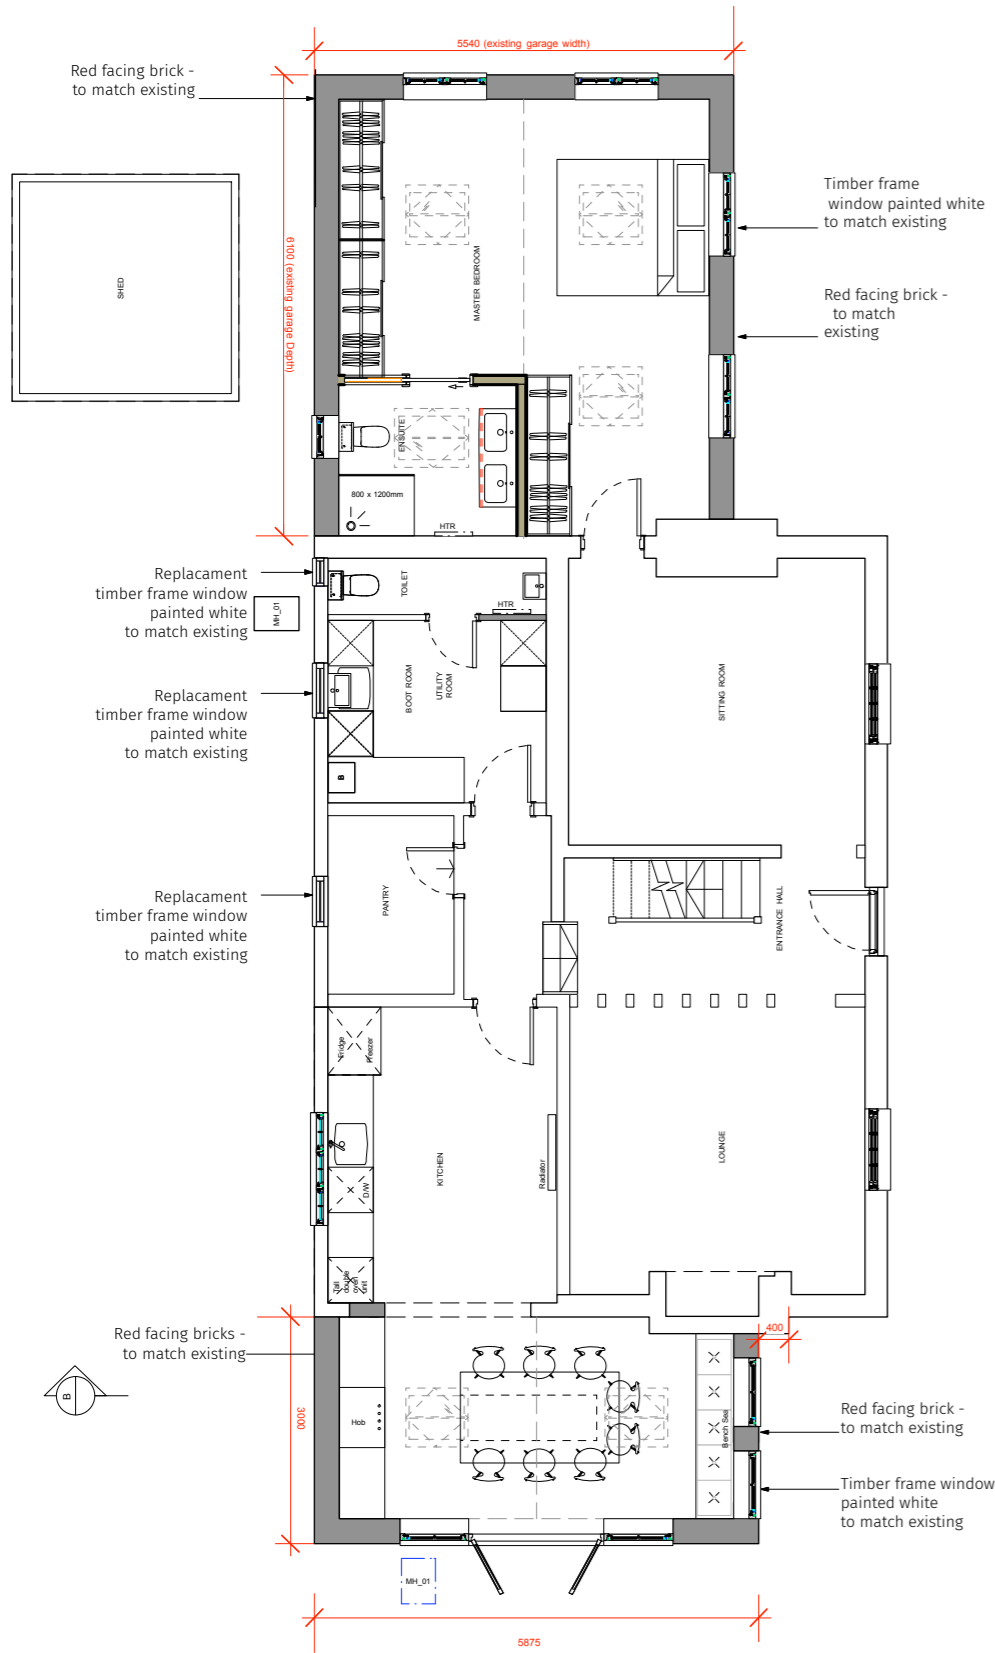 5540 (existing garage width)
Red facing brick -
to match existing
SHED
6100 (existing garage Depth)
MASTER BEDROOM
Timber frame
window painted white
to match existing
Red facing brick -
to match
existing
ENSUITE
800 x 1200mm
HTR
Replacament
timber frame window
painted white
to match existing
MH_01
TOILET
HTR
Replacament
timber frame window
painted white
to match existing
BOOT ROOM
UTILITY
ROOM
SITTING ROOM
B
Replacament
timber frame window
painted white
to match existing
PANTRY
ENTRANCE HALL
Fridge
Freezer
KITCHEN
D/W
Radiator
LOUNGE
Tall
double
oven
unit
Red facing bricks -
to match existing
B
3000
Hob
Bench Sea
400
Red facing brick -
to match existing
Timber frame window
painted white
to match existing
MH_01
5875